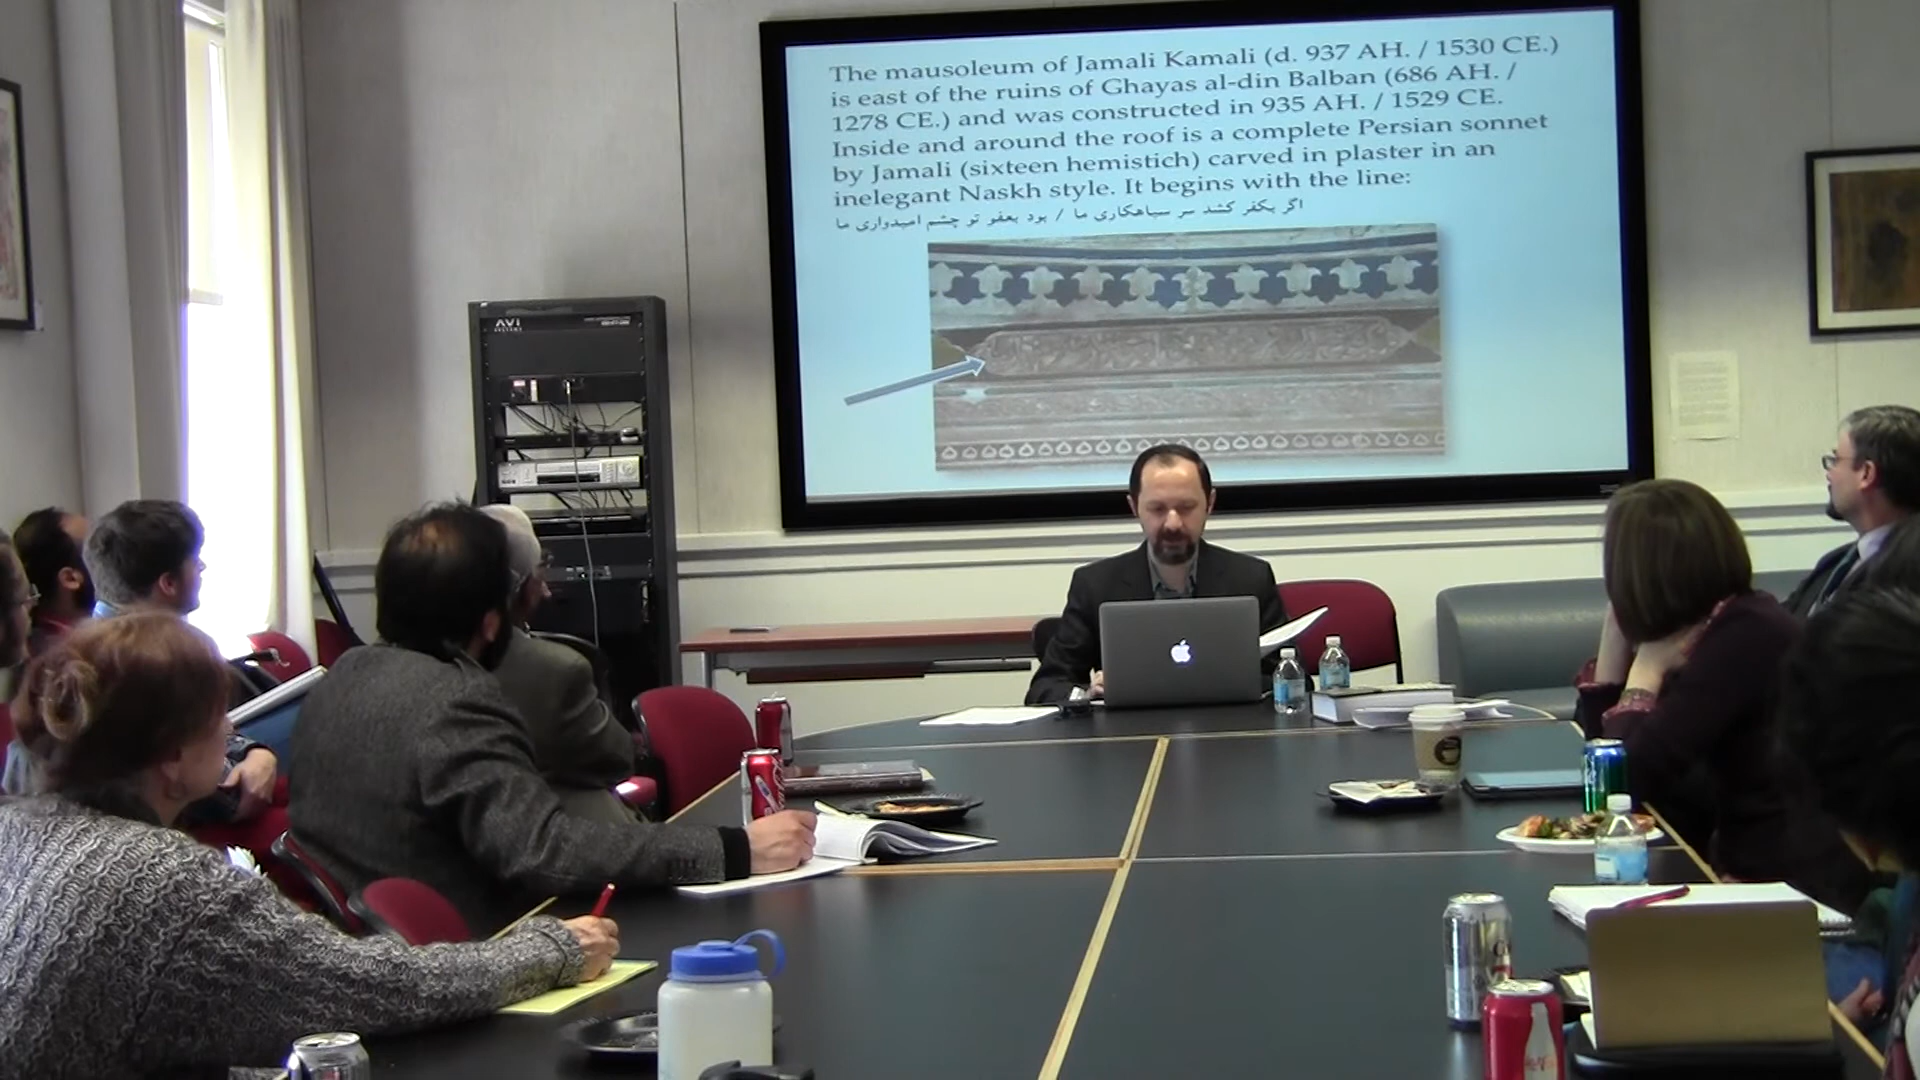 The mausoleum of Jamali Kamali (d. 937 AH. / 1530 CE.)
is east of the ruins of Ghayas al-din Balban (686 AH. /
1278 CE.) and was constructed in 935 AH. / 1529 CE.
Inside and around the roof is a complete Persian sonnet
by Jamali (sixteen hemistich) carved in plaster in an
inelegant Naskh style. It begins with the line:
اگر بکفر کشد سر سیاهکاری ما / بود بعفو تو چشم امیدواری ما
AVI
SYSTEMS